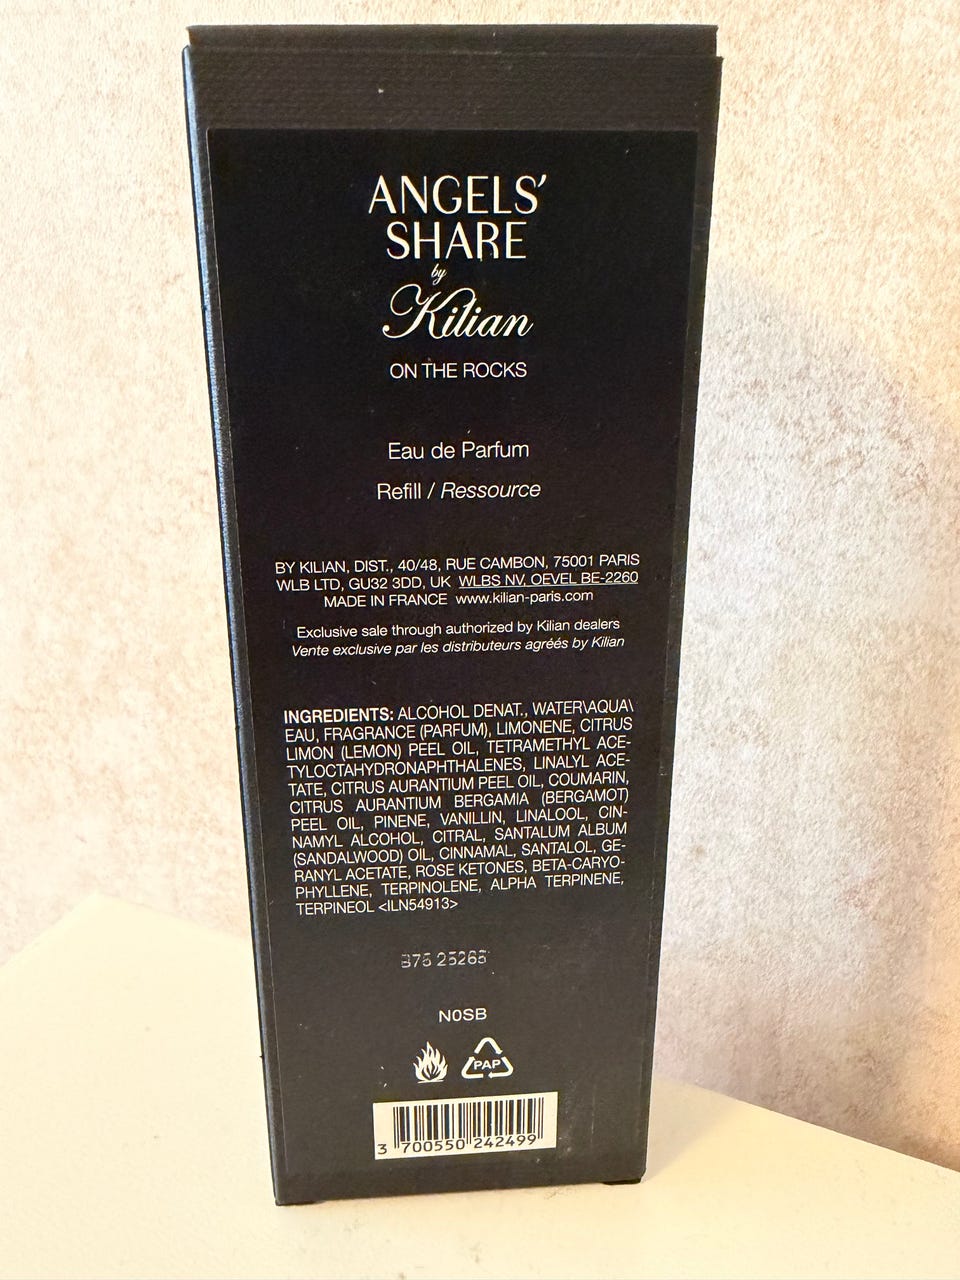 ANGELS'
SHARE
by
Kilian
ON THE ROCKS
Eau de Parfum
Refill / Ressource
BY KILIAN, DIST., 40/48, RUE CAMBON, 75001 PARIS
WLB LTD, GU32 3DD, UK WLBS NV, OEVEL BE-2260
MADE IN FRANCE www.kilian-paris.com
Exclusive sale through authorized by Kilian dealers
Vente exclusive par les distributeurs agréés by Kilian
INGREDIENTS: ALCOHOL DENAT., WATER\AQUA\
EAU, FRAGRANCE (PARFUM), LIMONENE, CITRUS
LIMON (LEMON) PEEL OIL, TETRAMETHYL ACE-
TYLOCTAHYDRONAPHTHALENES, LINALYL ACE-
TATE, CITRUS AURANTIUM PEEL OIL, COUMARIN,
CITRUS AURANTIUM BERGAMIA (BERGAMOT)
PEEL OIL, PINENE, VANILLIN, LINALOOL, CIN-
NAMYL ALCOHOL, CITRAL, SANTALUM ALBUM
(SANDALWOOD) OIL, CINNAMAL, SANTALOL, GE-
RANYL ACETATE, ROSE KETONES, BETA-CARYO-
PHYLLENE, TERPINOLENE, ALPHA TERPINENE,
TERPINEOL <ILN54913>
N0SB
PAP
3 700550 242499